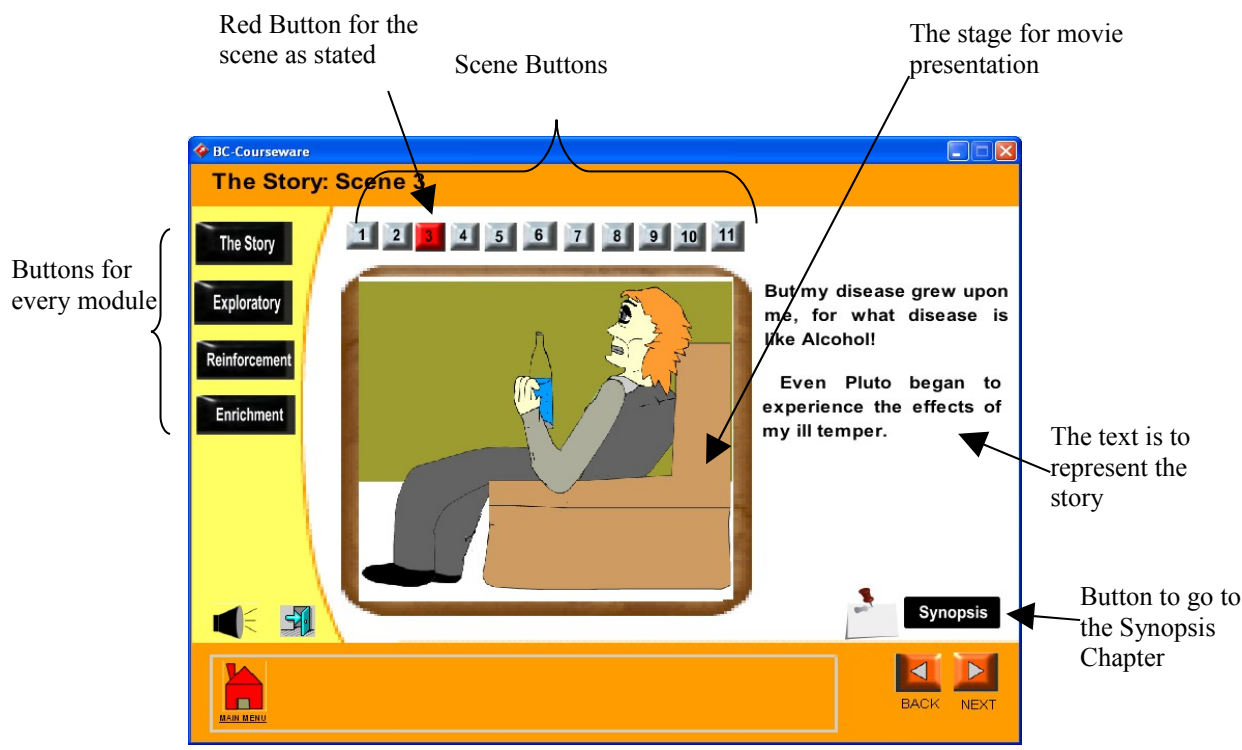 Red Button for the
scene as stated
Scene Buttons
The stage for movie
presentation
BC-Courseware
The Story: Scene 3
Buttons for
every module
The Story
Exploratory
Reinforcement
Enrichment
1 2 3 4 5 6 7 8 9 10 11
But my disease grew upon
me, for what disease is
like Alcohol!
Even Pluto began to
experience the effects of
my ill temper.
The text is to
represent the
story
Synopsis
Button to go to
the Synopsis
Chapter
MAIN MENU
BACK NEXT